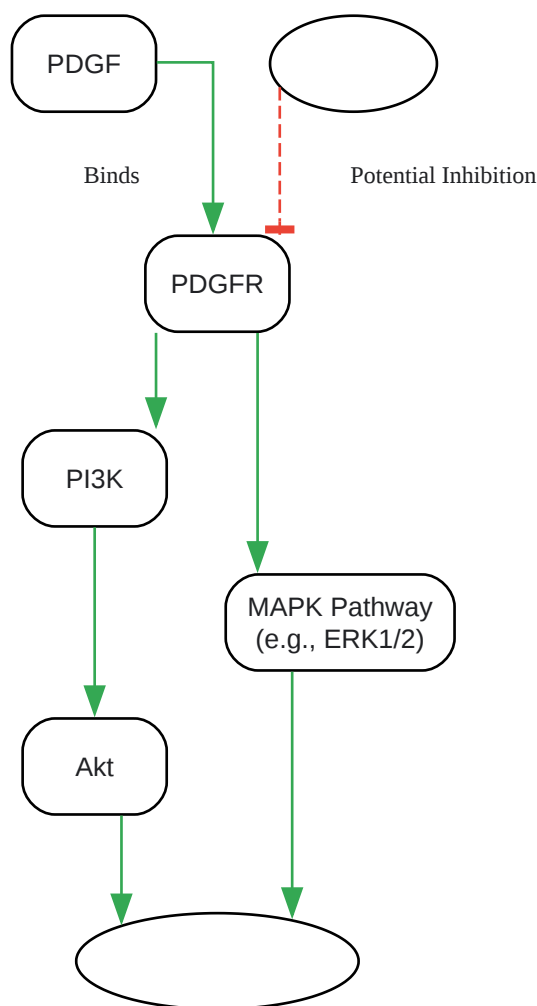 PDGF
Binds
Potential Inhibition
PDGFR
PI3K
MAPK Pathway
(e.g., ERK1/2)
Akt